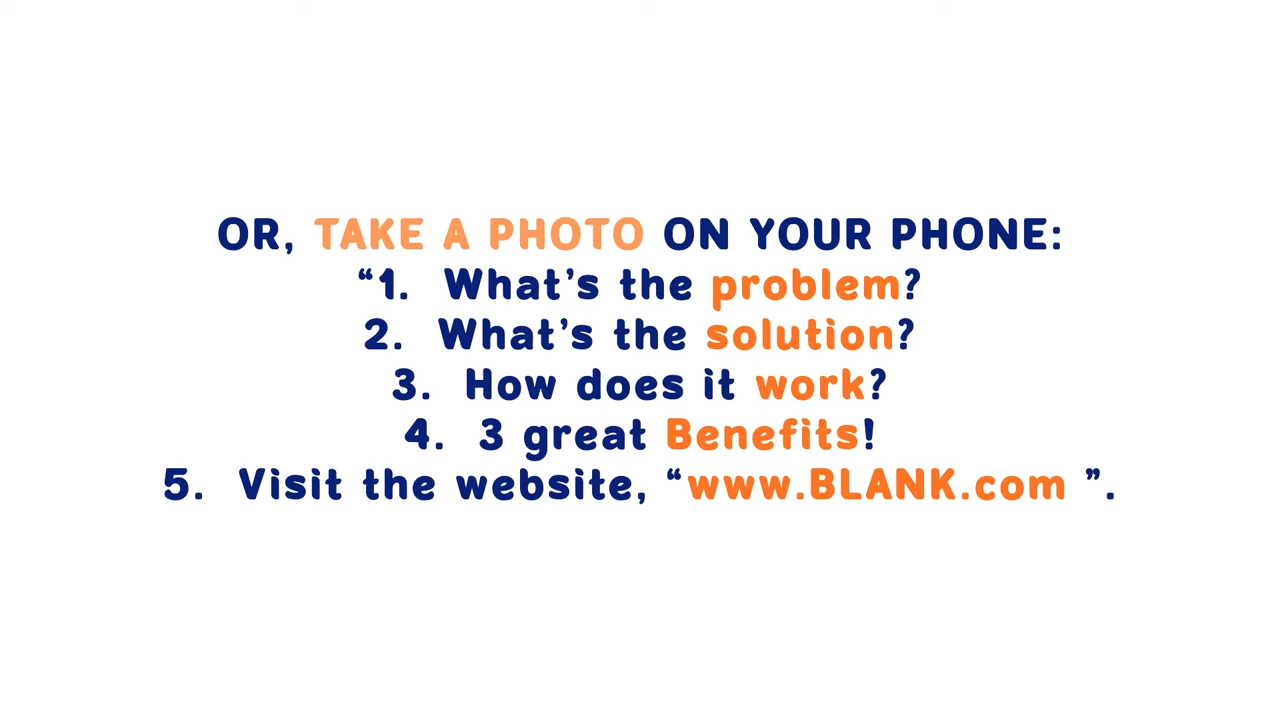 OR, TAKE A PHOTO ON YOUR PHONE:
“1. What’s the problem?
2. What’s the solution?
3. How does it work?
4. 3 great Benefits!
5. Visit the website, “www.BLANK.com ”.